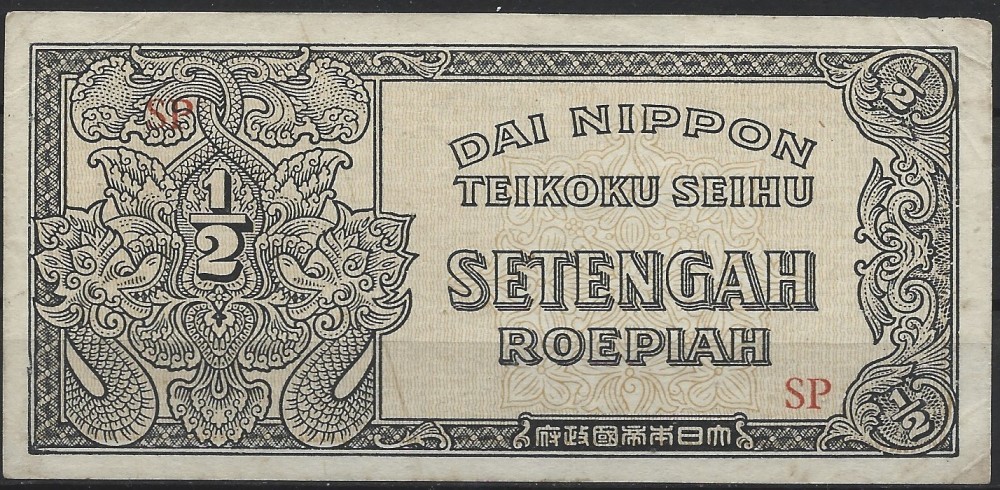 SP
1/2
1/2
DAI NIPPON
TEIKOKU SEIHU
SETENGAH
ROEPIAH
SP
1/2
大日本帝國政府